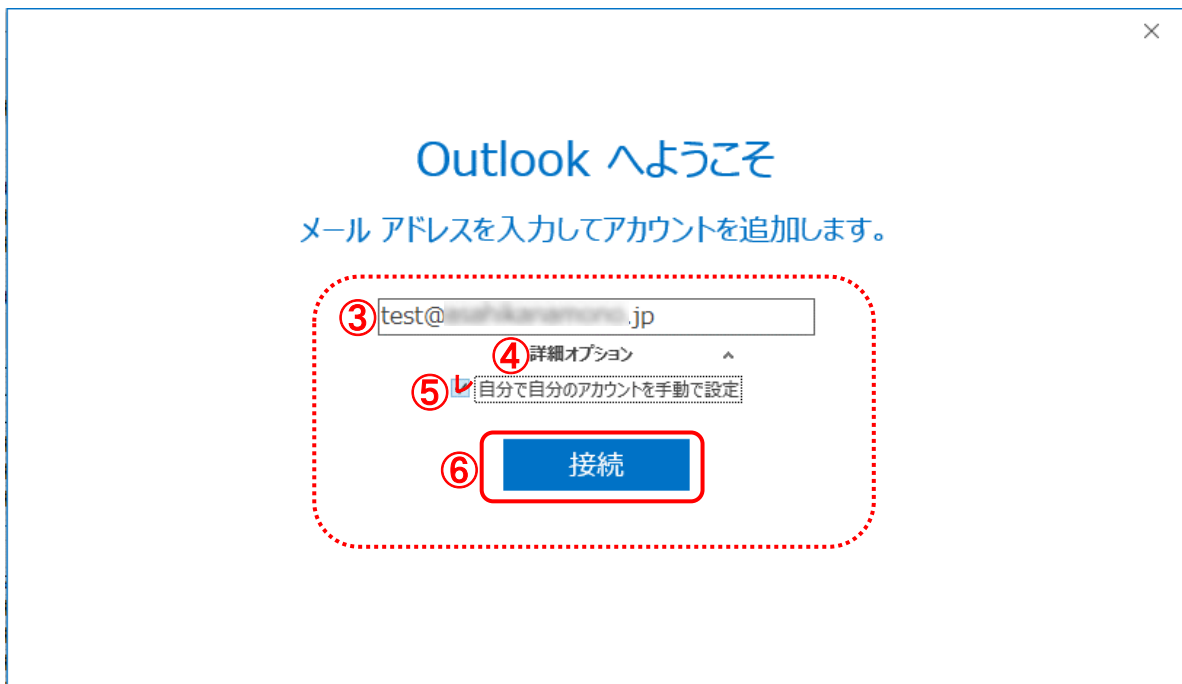 Outlook へようこそ
メール アドレスを入力してアカウントを追加します。
③ test@ .jp
④ 詳細オプション
⑤ 自分で自分のアカウントを手動で設定
⑥ 接続